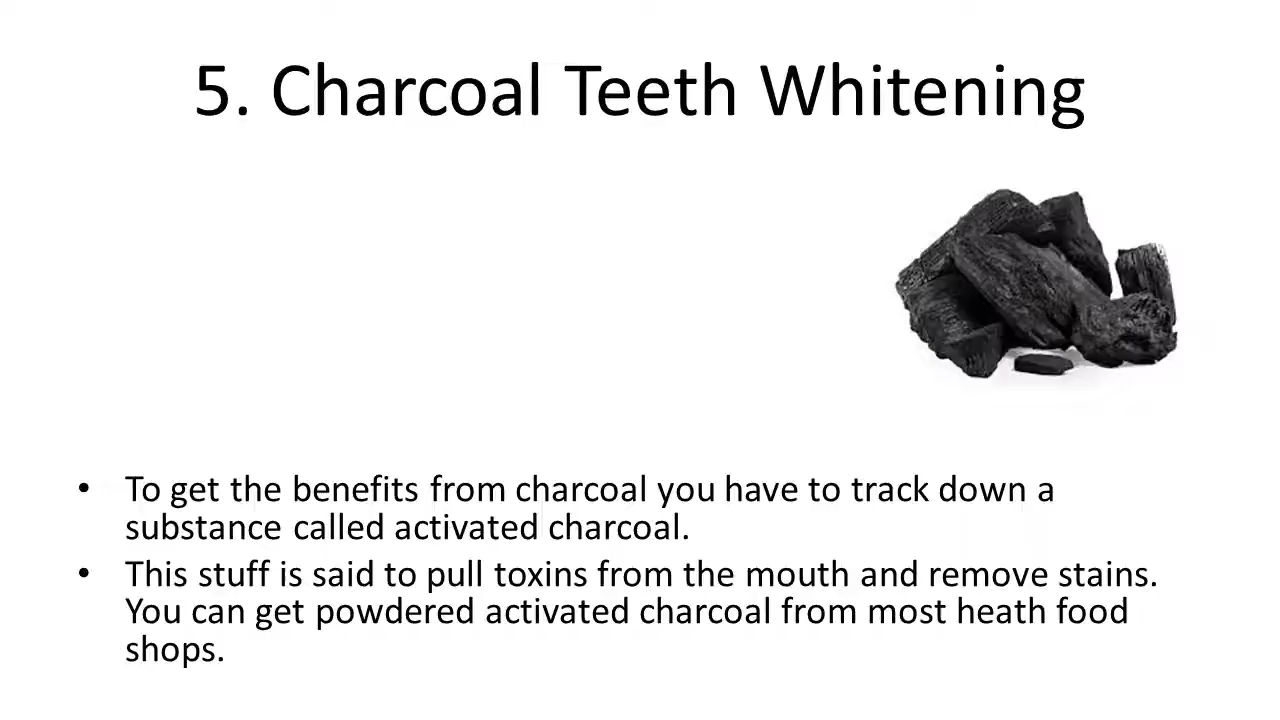 5. Charcoal Teeth Whitening
• To get the benefits from charcoal you have to track down a
substance called activated charcoal.
• This stuff is said to pull toxins from the mouth and remove stains.
You can get powdered activated charcoal from most heath food
shops.